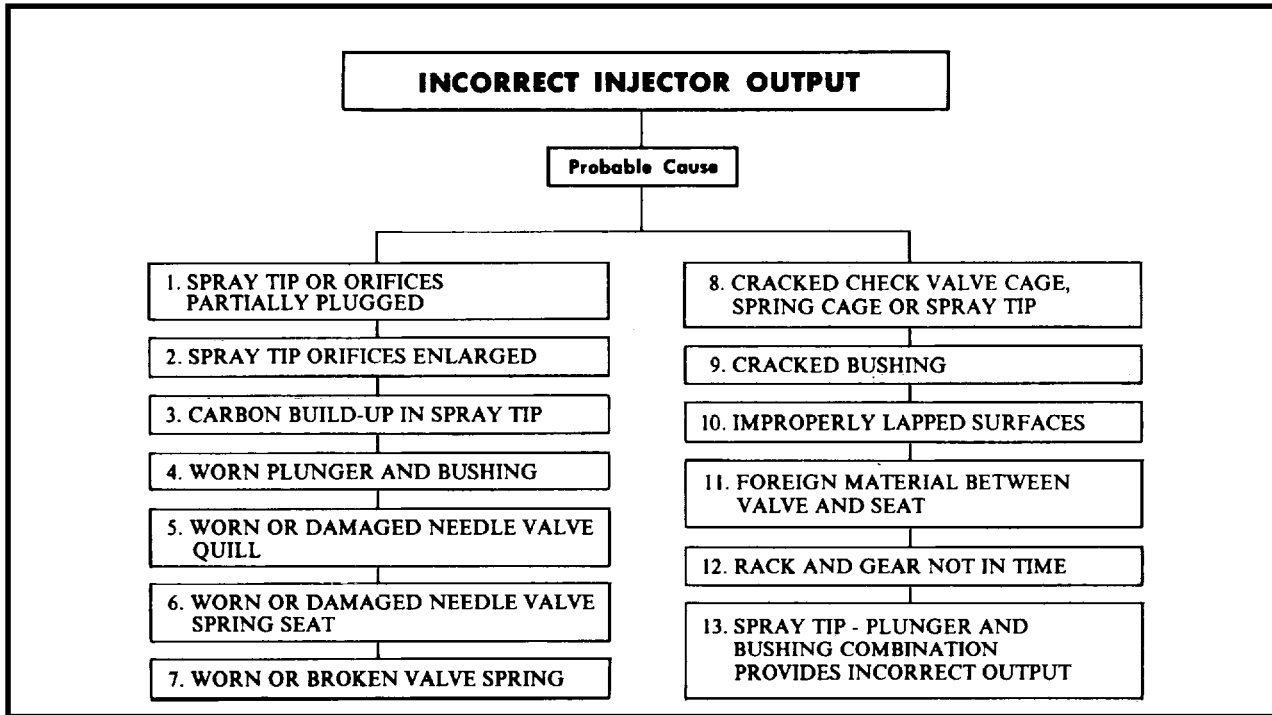 INCORRECT INJECTOR OUTPUT
Probable Cause
1. SPRAY TIP OR ORIFICES
PARTIALLY PLUGGED
2. SPRAY TIP ORIFICES ENLARGED
3. CARBON BUILD-UP IN SPRAY TIP
4. WORN PLUNGER AND BUSHING
5. WORN OR DAMAGED NEEDLE VALVE
QUILL
6. WORN OR DAMAGED NEEDLE VALVE
SPRING SEAT
7. WORN OR BROKEN VALVE SPRING
8. CRACKED CHECK VALVE CAGE,
SPRING CAGE OR SPRAY TIP
9. CRACKED BUSHING
10. IMPROPERLY LAPPED SURFACES
11. FOREIGN MATERIAL BETWEEN
VALVE AND SEAT
12. RACK AND GEAR NOT IN TIME
13. SPRAY TIP - PLUNGER AND
BUSHING COMBINATION
PROVIDES INCORRECT OUTPUT